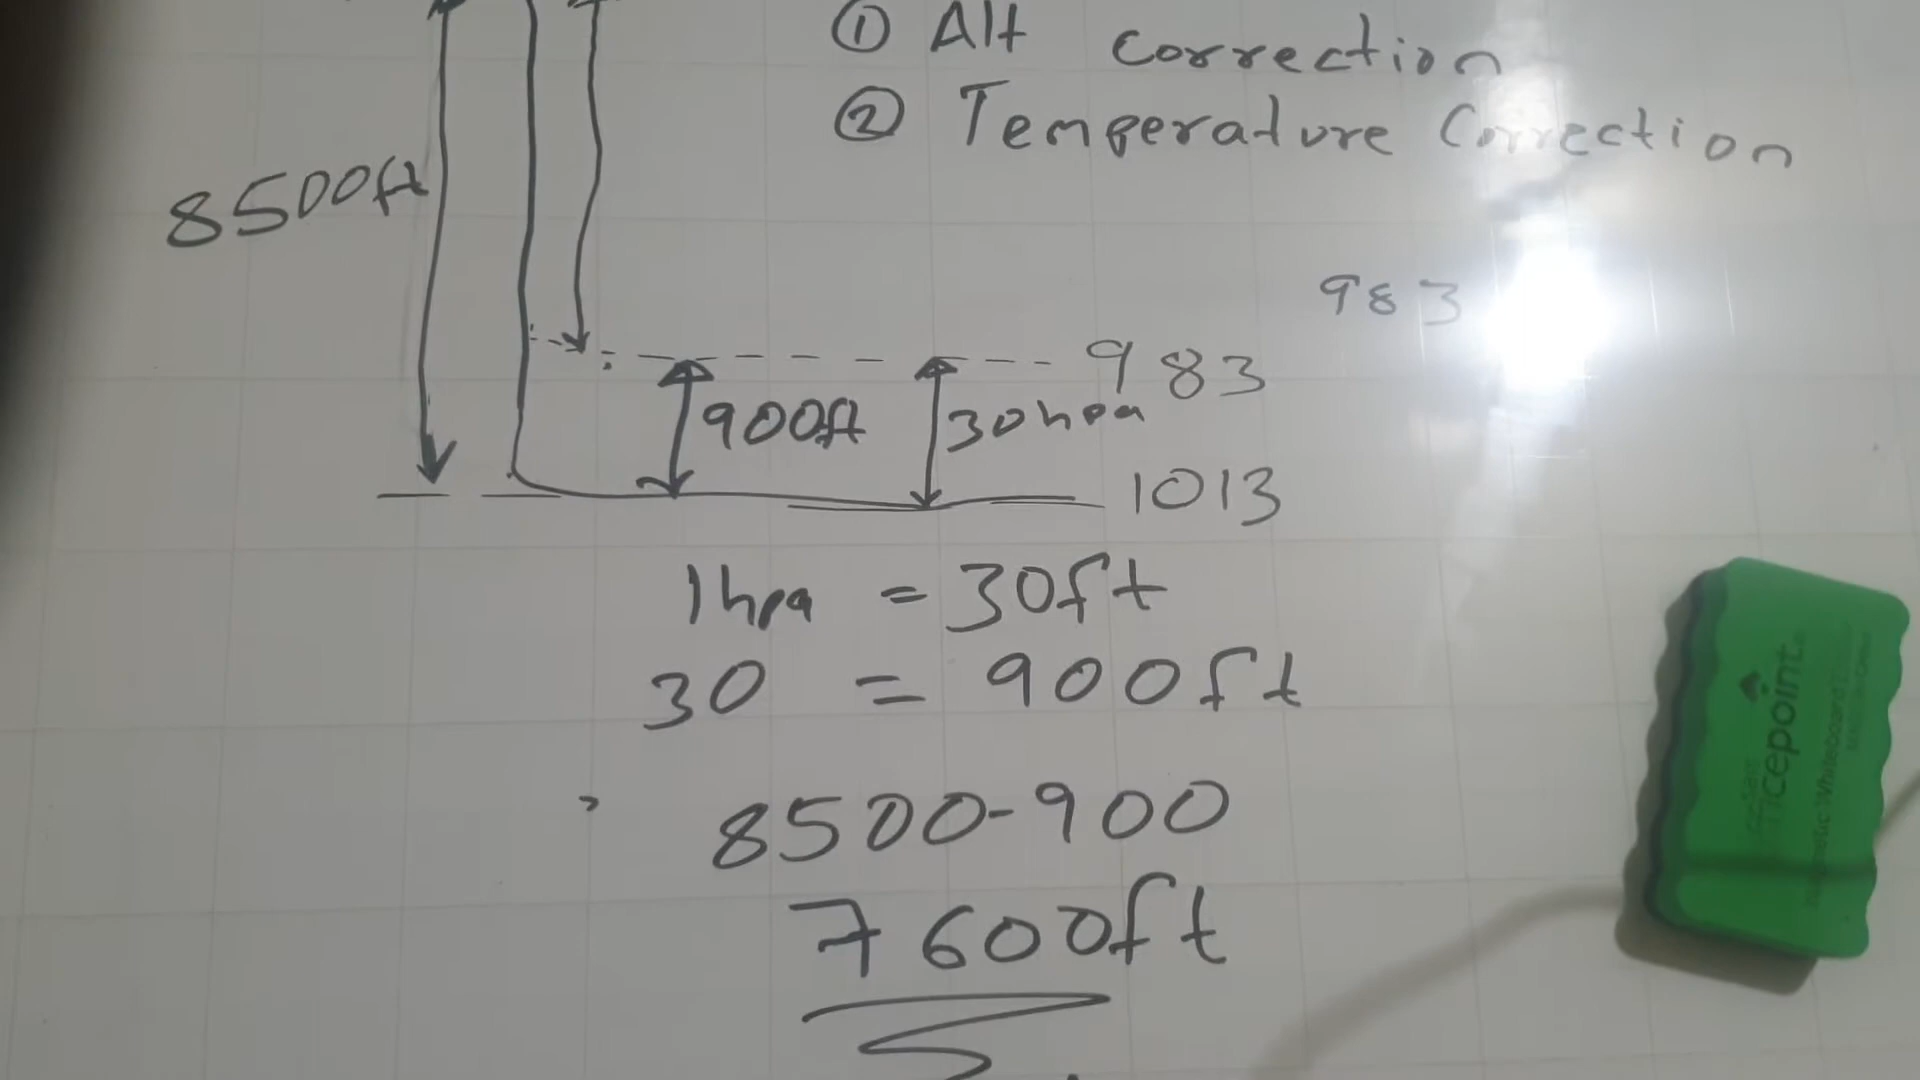 ① Alt correction
② Temperature Correction
8500ft
983
983
900ft
30hpa
1013
1hpa = 30ft
30 = 900ft
8500-900
7600ft